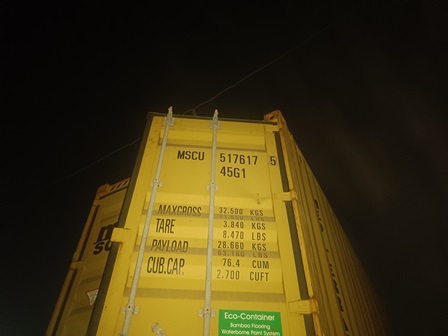 MSCU 517617 5
45G1
MAXGROSS 32.500 KGS
TARE 3.840 KGS
8.470 LBS
PAYLOAD 28.660 KGS
CUB.CAP. 76.4 CUM
2.700 CUFT
Eco-Container
Bamboo Flooring
Waterborne Paint System